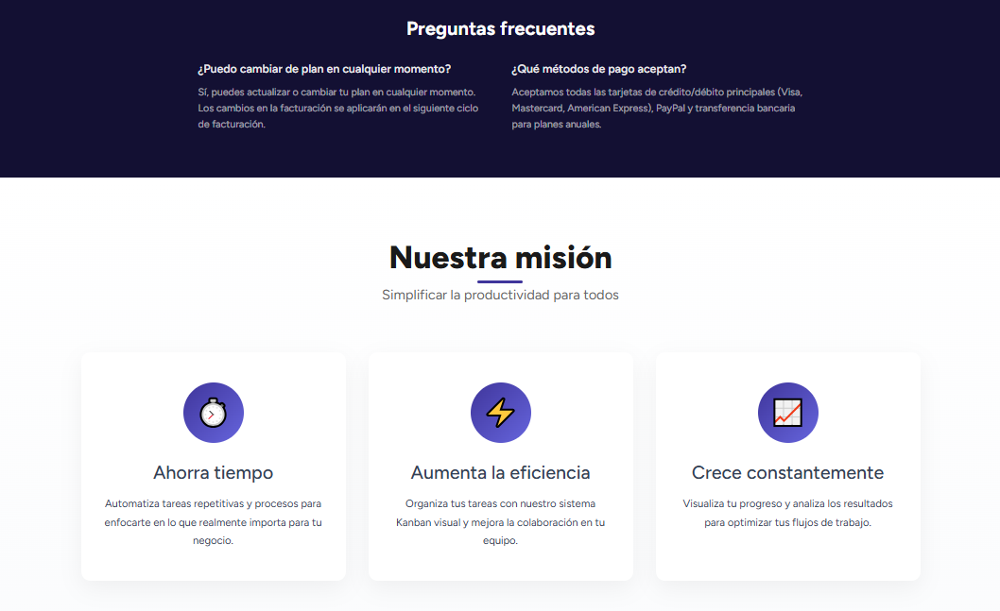 Preguntas frecuentes
¿Puedo cambiar de plan en cualquier momento?
Sí, puedes actualizar o cambiar tu plan en cualquier momento.
Los cambios en la facturación se aplicarán en el siguiente ciclo
de facturación.
¿Qué métodos de pago aceptan?
Aceptamos todas las tarjetas de crédito/débito principales (Visa,
Mastercard, American Express), PayPal y transferencia bancaria
para planes anuales.
Nuestra misión
Simplificar la productividad para todos
Ahorra tiempo
Automatiza tareas repetitivas y procesos para
enfocarte en lo que realmente importa para tu
negocio.
Aumenta la eficiencia
Organiza tus tareas con nuestro sistema
Kanban visual y mejora la colaboración en tu
equipo.
Crece constantemente
Visualiza tu progreso y analiza los resultados
para optimizar tus flujos de trabajo.